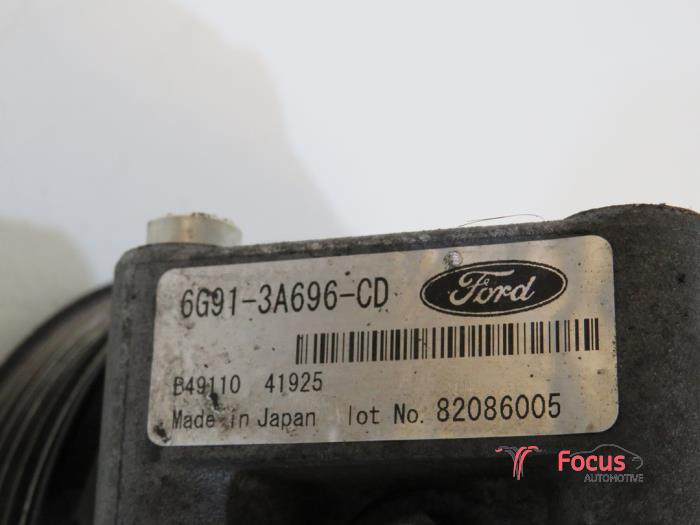 6G91-3A696-CD
Ford
B49110 41925
Made in Japan lot No. 82086005
Focus
AUTOMOTIVE